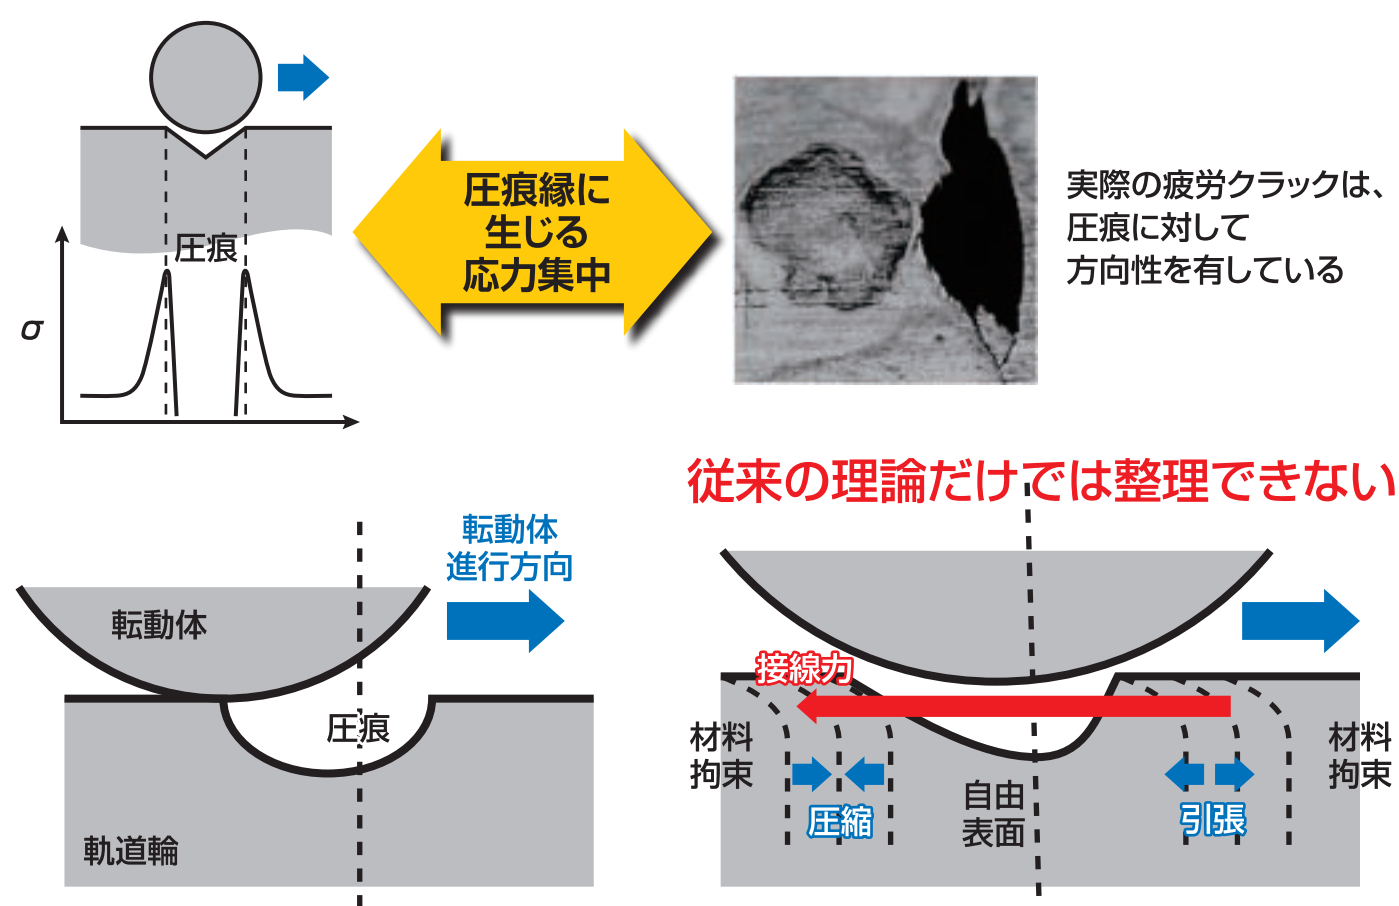 圧痕
σ
圧痕縁に
生じる
応力集中
実際の疲労クラックは、
圧痕に対して
方向性を有している
転動体
進行方向
転動体
圧痕
軌道輪
従来の理論だけでは整理できない
接線力
材料
拘束
圧縮
自由
表面
引張
材料
拘束